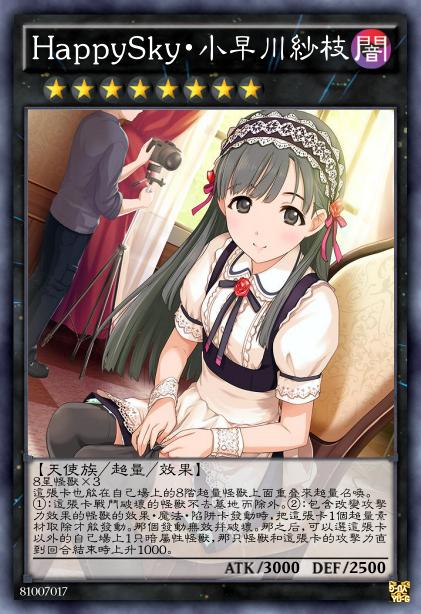 HappySky・小早川紗枝 闇
【天使族／超量／效果】
8星怪獸×3
這張卡也能在自己場上的8階超量怪獸上面重疊來超量召喚。
①:這張卡戰鬥破壞的怪獸不去墓地而除外。②:包含改變攻擊
力效果的怪獸的效果·魔法·陷阱卡發動時,把這張卡1個超量素
材取除才能發動。那個發動無效并破壞。那之后,可以選這張卡
以外的自己場上1只暗屬性怪獸,那只怪獸和這張卡的攻擊力直
到回合結束時上升1000。
ATK/3000 DEF/2500
81007017